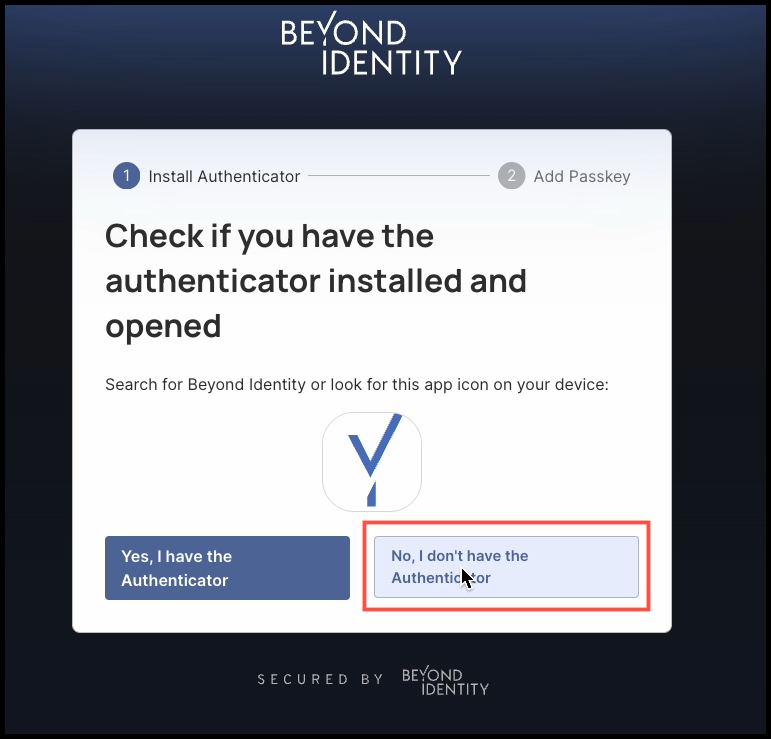 BEYOND
IDENTITY
1 Install Authenticator 2 Add Passkey
Check if you have the
authenticator installed and
opened
Search for Beyond Identity or look for this app icon on your device:
Yes, I have the
Authenticator
No, I don't have the
Authenticator
SECURED BY
BEYOND
IDENTITY